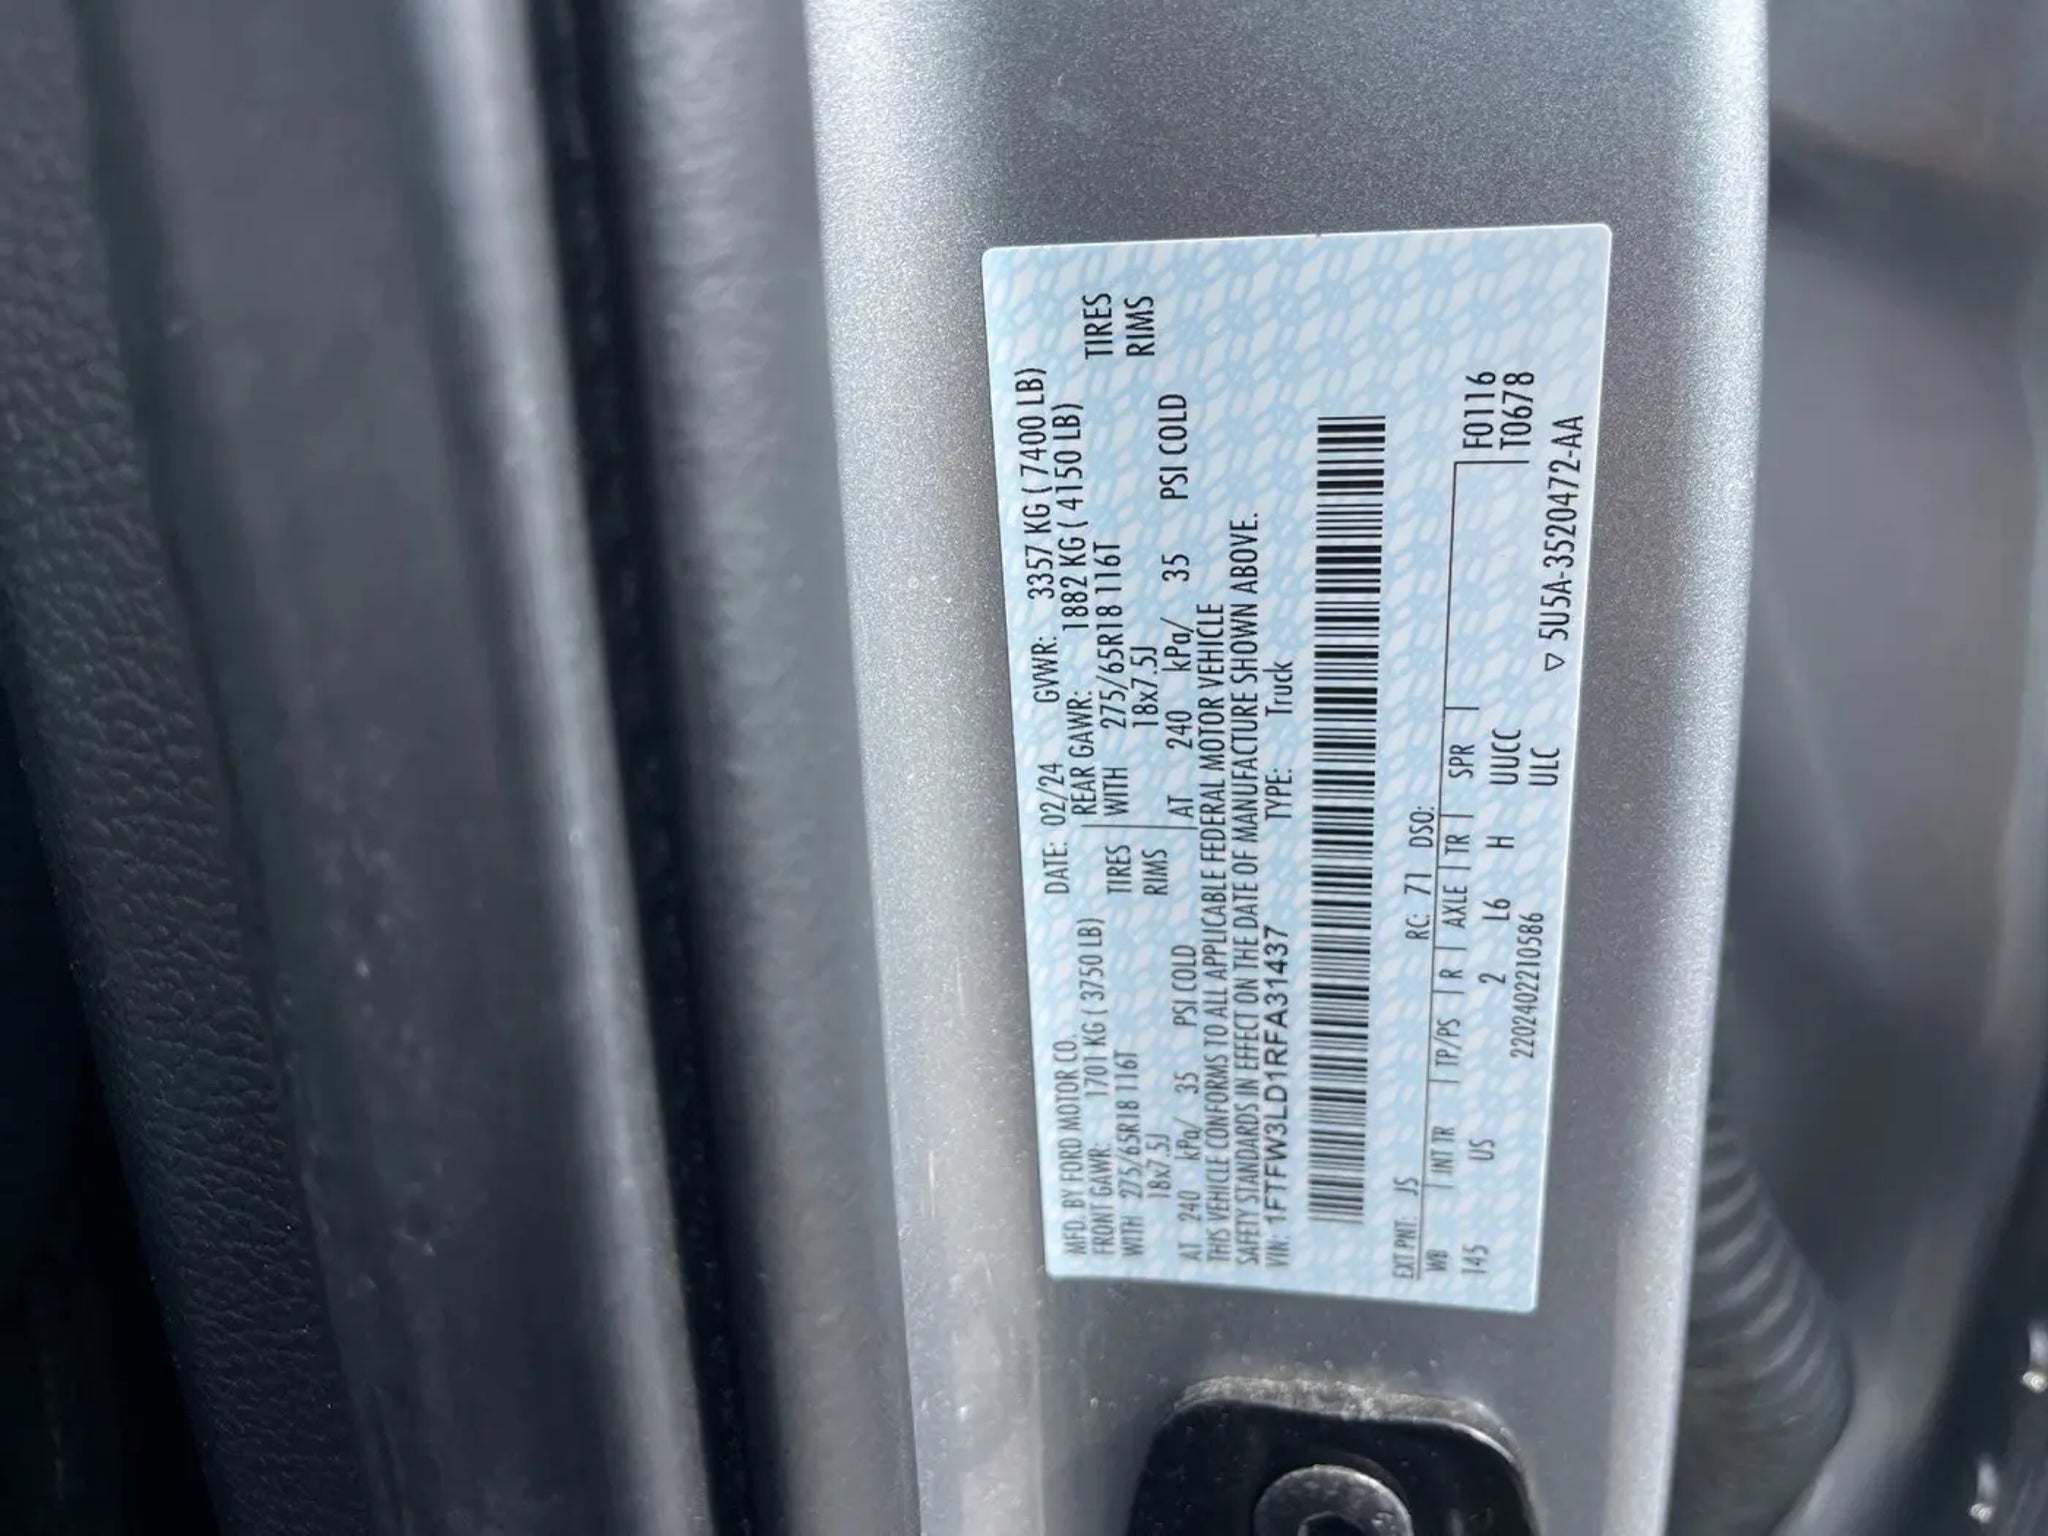 MFD. BY FORD MOTOR CO.
DATE: 02/24 GVWR: 3357 KG ( 7400 LB)
FRONT GAWR: 1701 KG ( 3750 LB)
REAR GAWR: 1882 KG ( 4150 LB)
WITH 275/65R18 116T TIRES
WITH 275/65R18 116T TIRES
18x7.5J RIMS
18x7.5J RIMS
AT 240 kPa/ 35 PSI COLD
AT 240 kPa/ 35 PSI COLD
THIS VEHICLE CONFORMS TO ALL APPLICABLE FEDERAL MOTOR VEHICLE
SAFETY STANDARDS IN EFFECT ON THE DATE OF MANUFACTURE SHOWN ABOVE.
VIN: 1FTFW3LD1RFA31437 TYPE: Truck
EXT PNT: JS RC: 71 DSO:
WB | INT TR | TP/PS | R | AXLE | TR | SPR | F0116
145 US 2 L6 H UUCC T0678
2202402210586 ULC
▽ 5U5A-3520472-AA